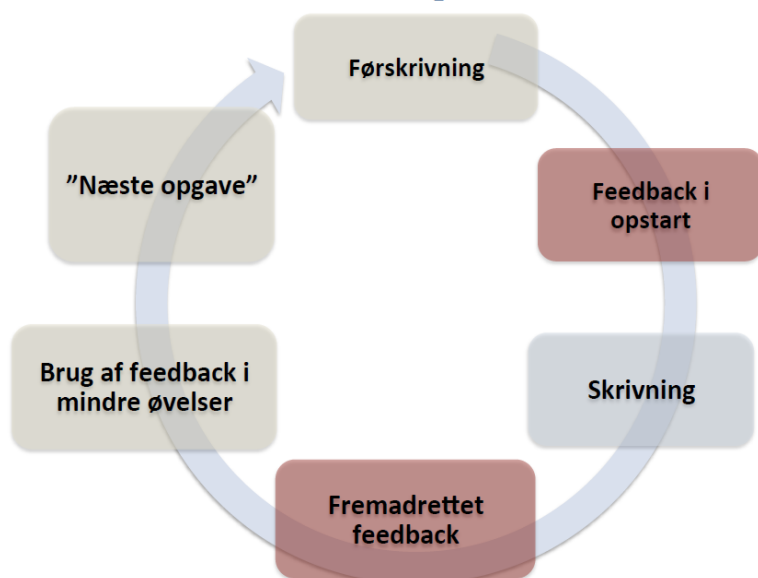 Førskrivning
Feedback i
opstart
Skrivning
Fremadrettet
feedback
Brug af feedback i
mindre øvelser
”Næste opgave”